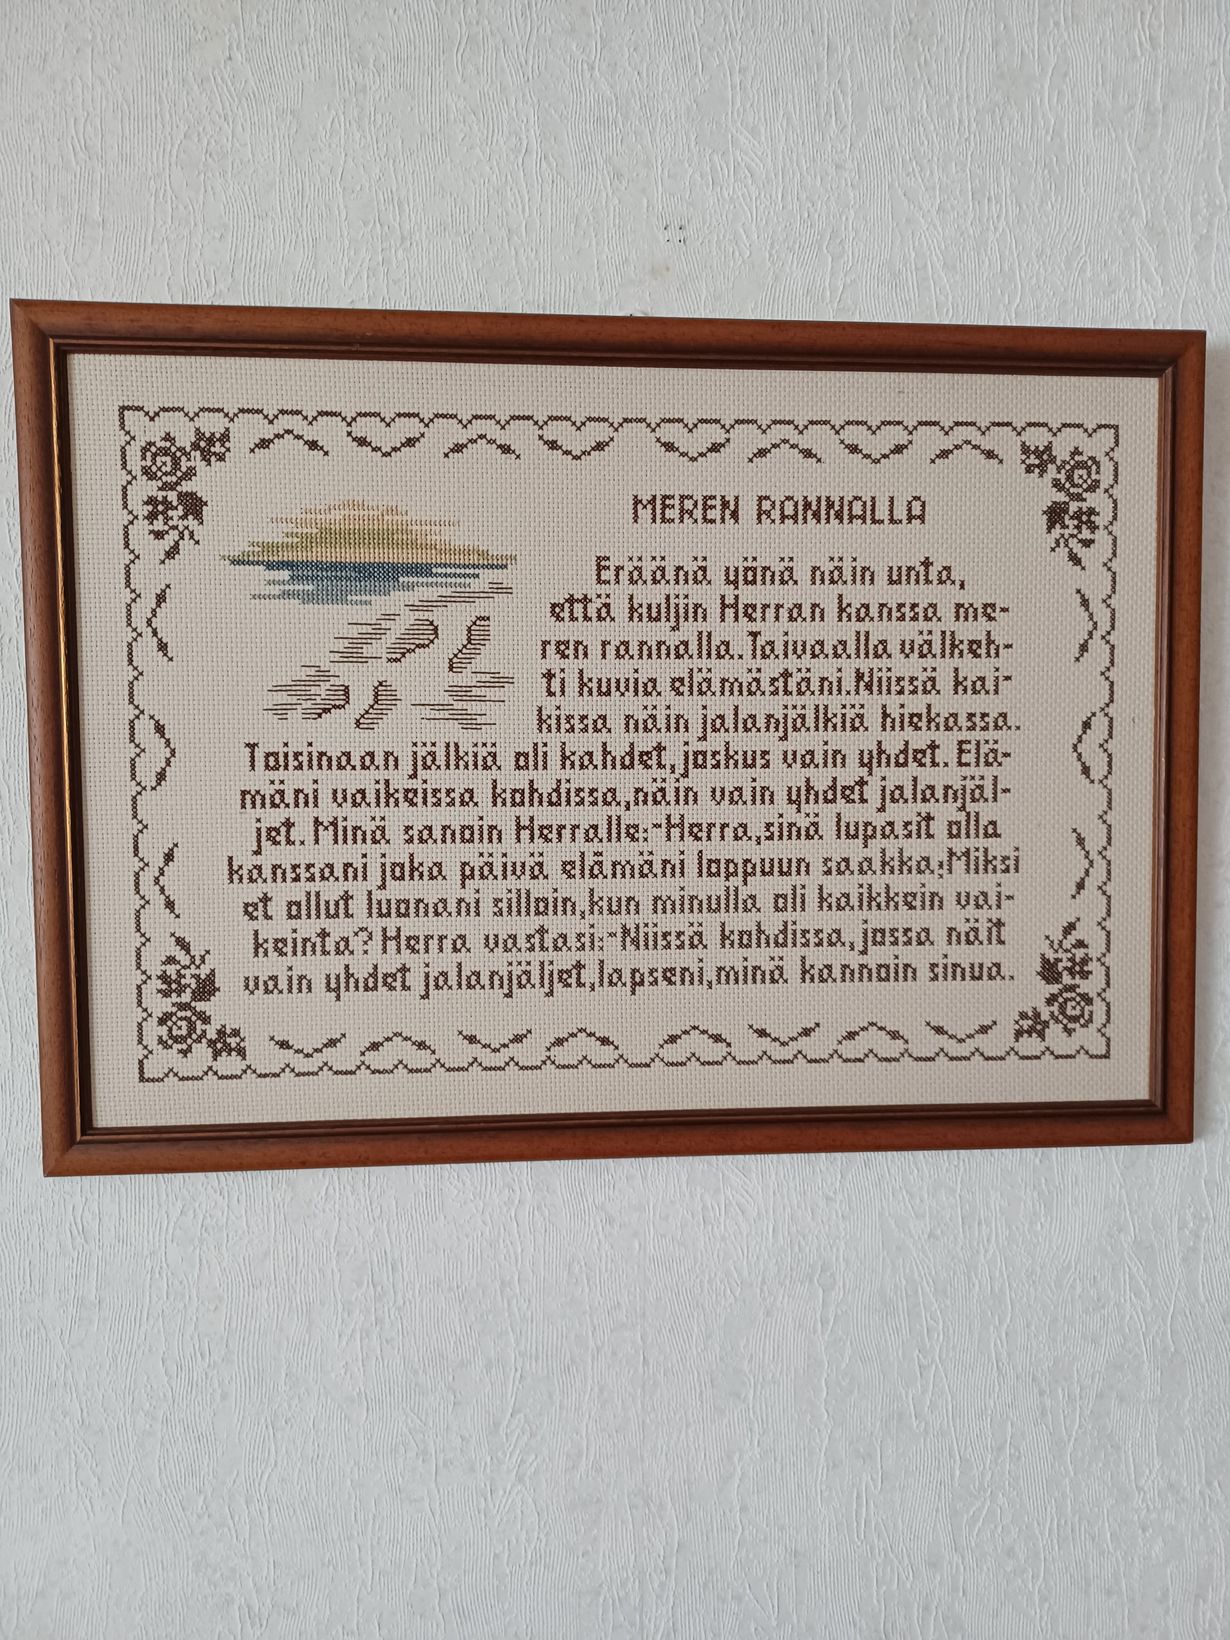 MEREN RANNALLA
Eräänä yönä näin unta,
että kuljin Herran kanssa me-
ren rannalla.Taivaalla välkeh-
ti kuvia elämästäni.Niissä kai-
kissa näin jalanjälkiä hiekassa.
Toisinaan jälkiä oli kahdet,joskus vain yhdet. Elä-
mäni vaikeissa kohdissa,näin vain yhdet jalanjäl-
jet. Minä sanoin Herralle:-Herra,sinä lupasit olla
kanssani joka päivä elämäni loppuun saakka;Miksi
et ollut luonani silloin,kun minulla oli kaikkein vai-
keinta? Herra vastasi:-Niissä kohdissa,jossa näit
vain yhdet jalanjäljet,lapseni,minä kannoin sinua.